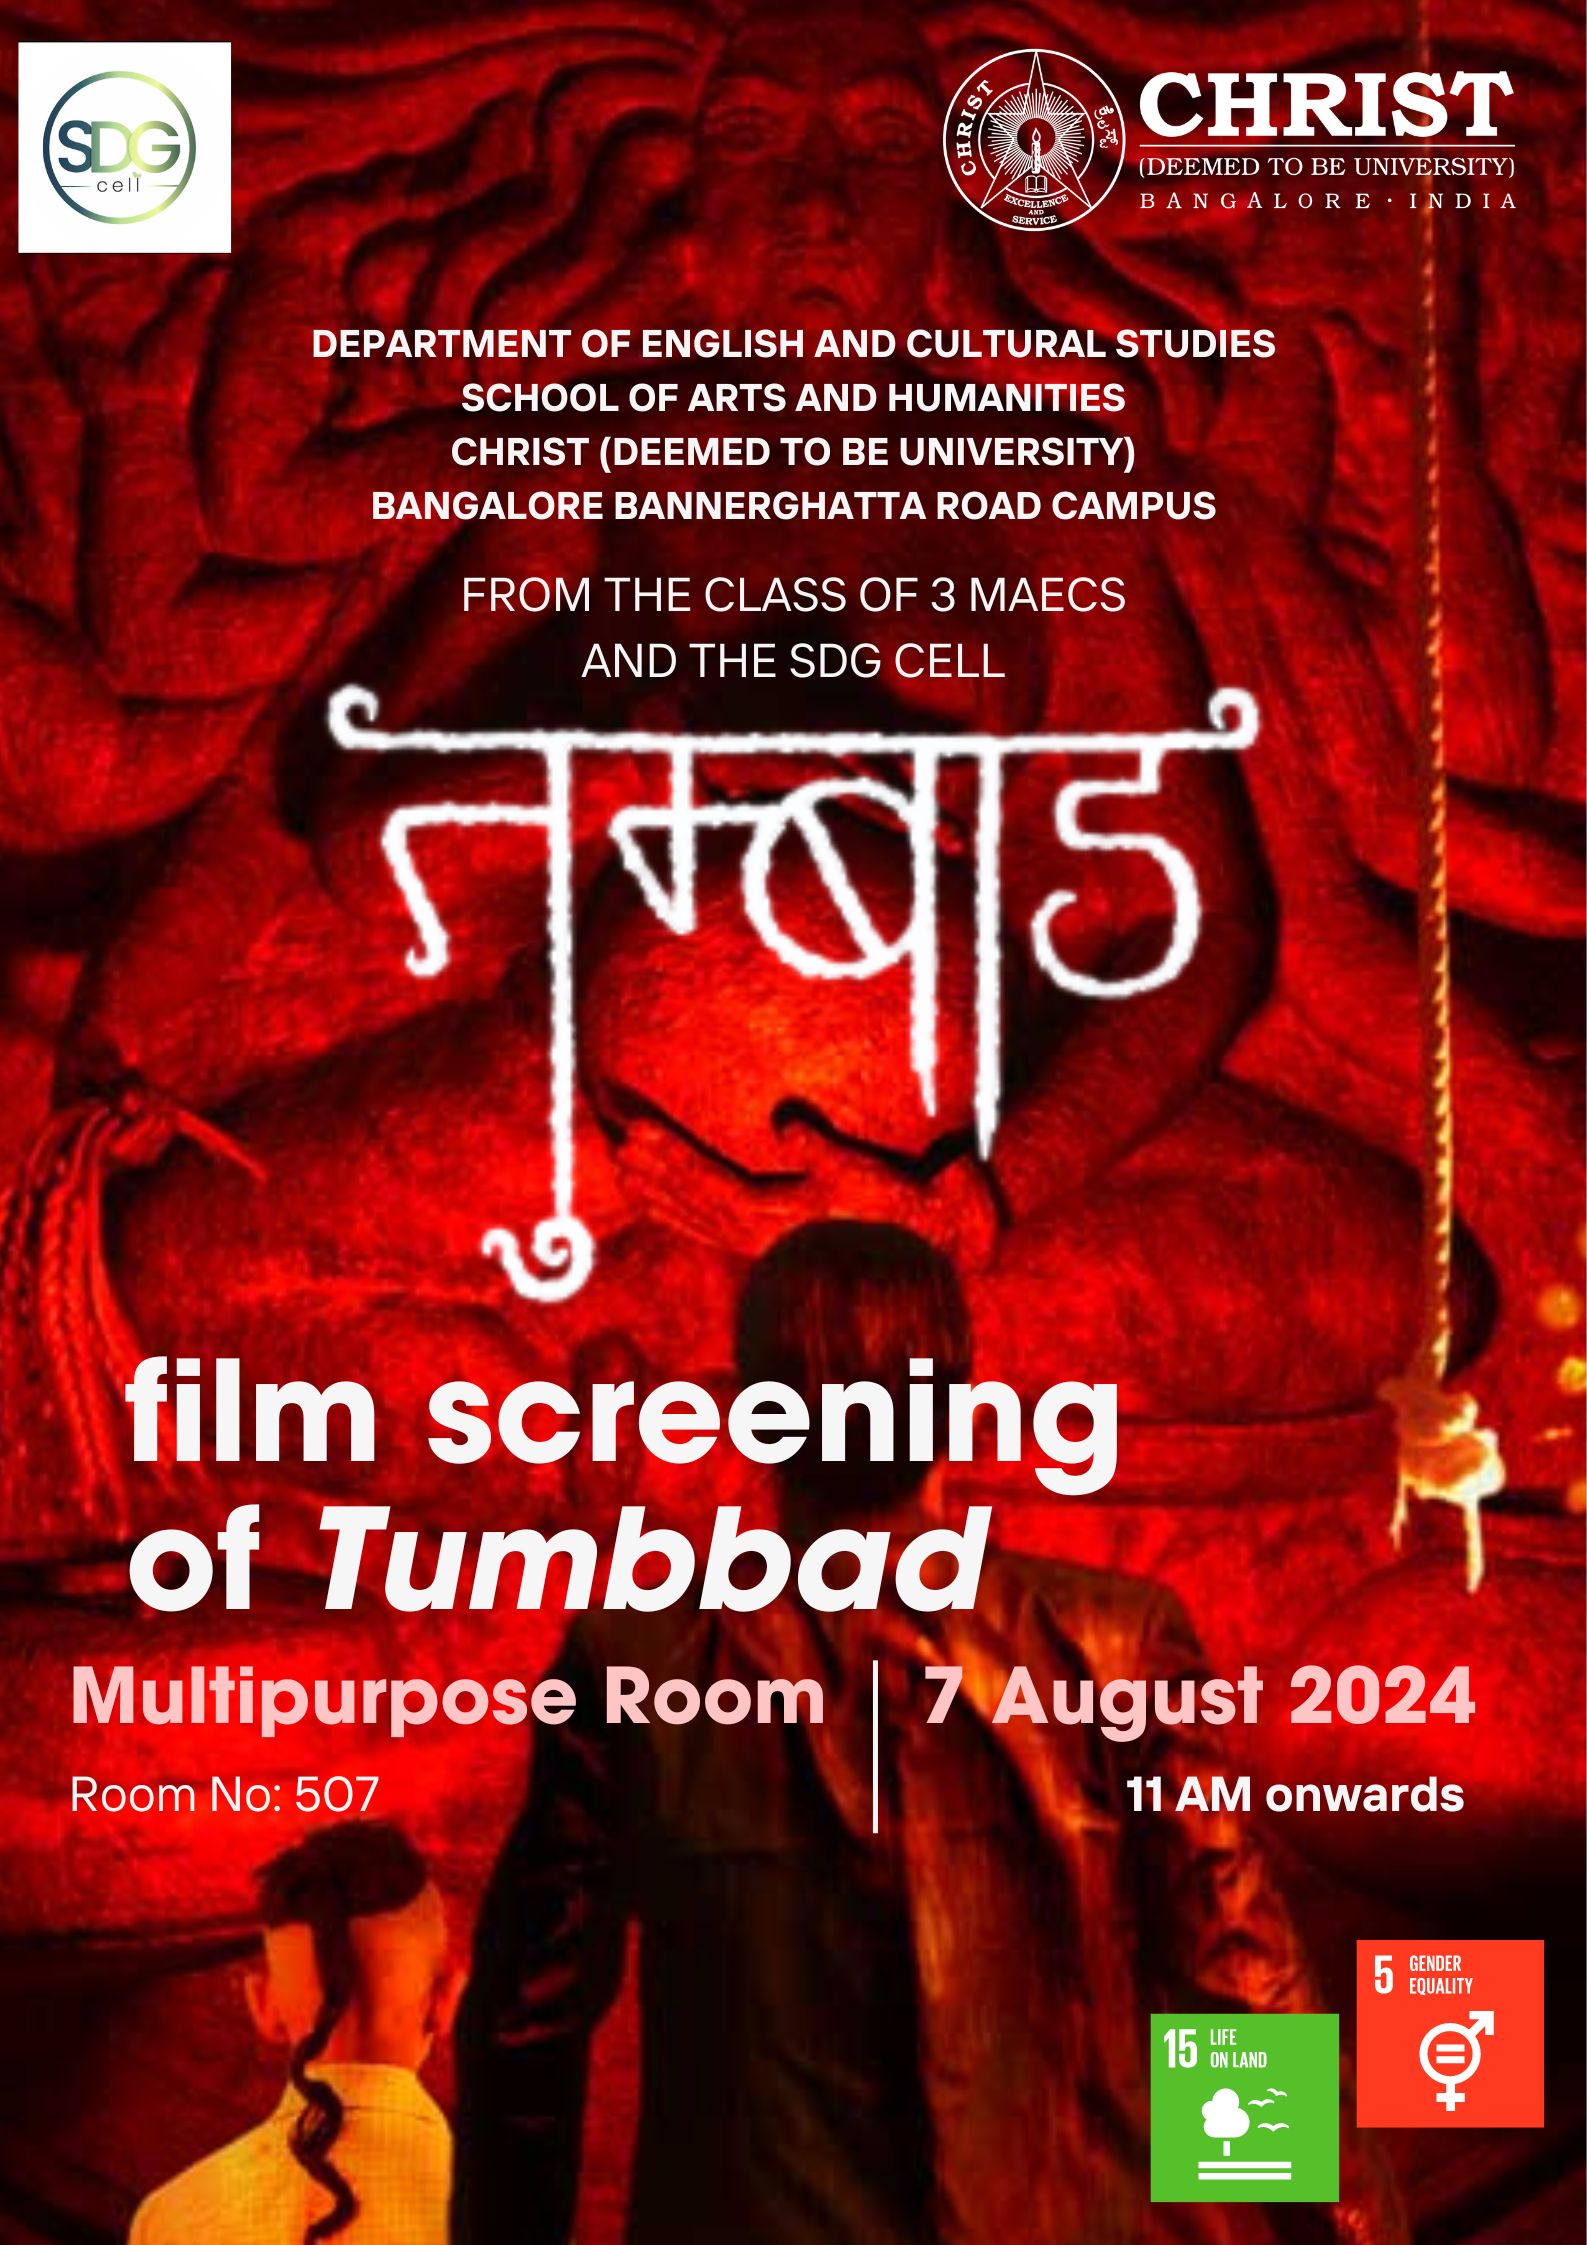 SDG
cell
CHRIST
ಕ್ರೈಸ್ಟ್
EXCELLENCE
AND
SERVICE
CHRIST
(DEEMED TO BE UNIVERSITY)
BANGALORE · INDIA
DEPARTMENT OF ENGLISH AND CULTURAL STUDIES
SCHOOL OF ARTS AND HUMANITIES
CHRIST (DEEMED TO BE UNIVERSITY)
BANGALORE BANNERGHATTA ROAD CAMPUS
FROM THE CLASS OF 3 MAECS
AND THE SDG CELL
तुम्बाड
film screening
of Tumbbad
Multipurpose Room
Room No: 507
7 August 2024
11 AM onwards
5 GENDER
EQUALITY
15 LIFE
ON LAND